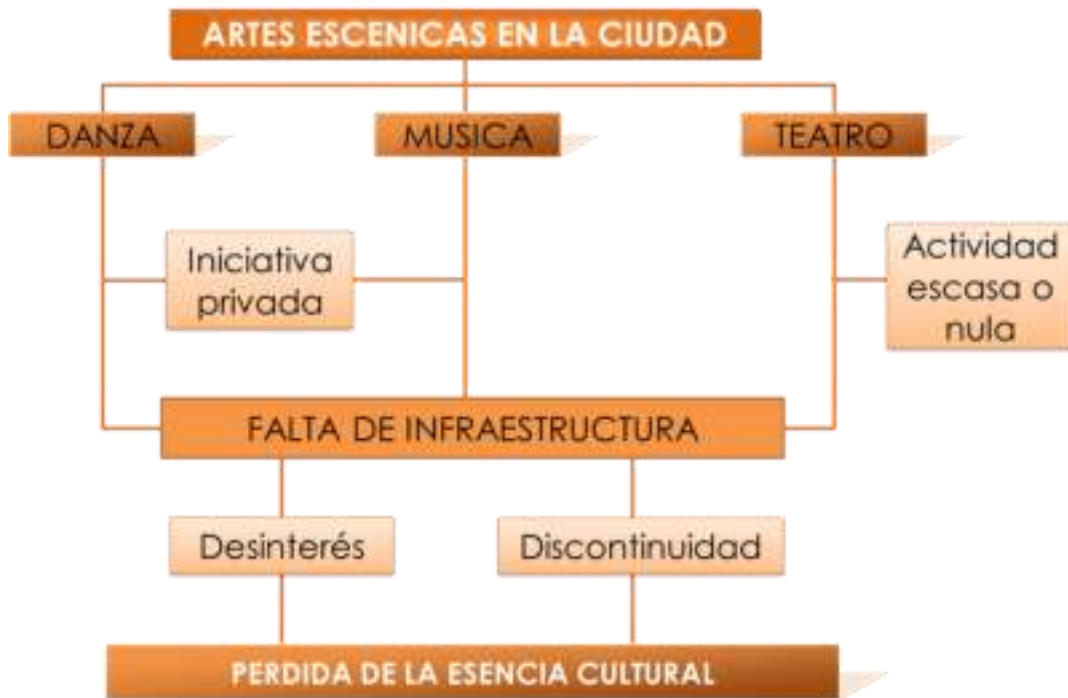 ARTES ESCENICAS EN LA CIUDAD
DANZA
MUSICA
TEATRO
Iniciativa
privada
Actividad
escasa o
nula
FALTA DE INFRAESTRUCTURA
Desinterés
Discontinuidad
PERDIDA DE LA ESENCIA CULTURAL